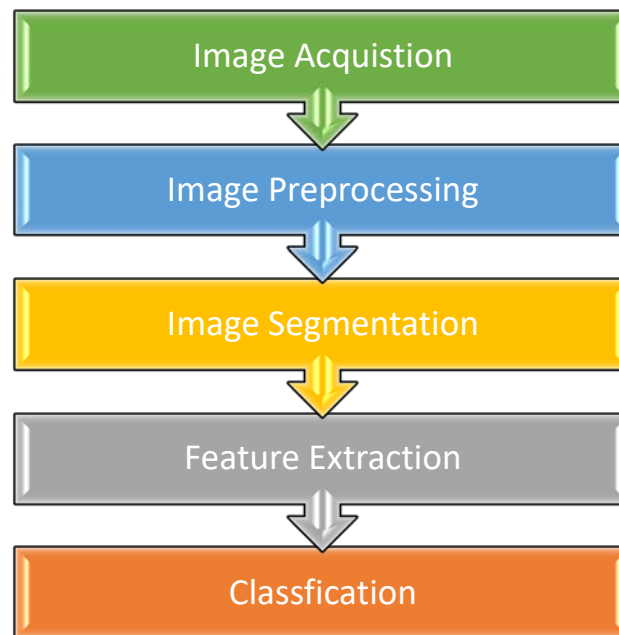 Image Acquistion
Image Preprocessing
Image Segmentation
Feature Extraction
Classfication